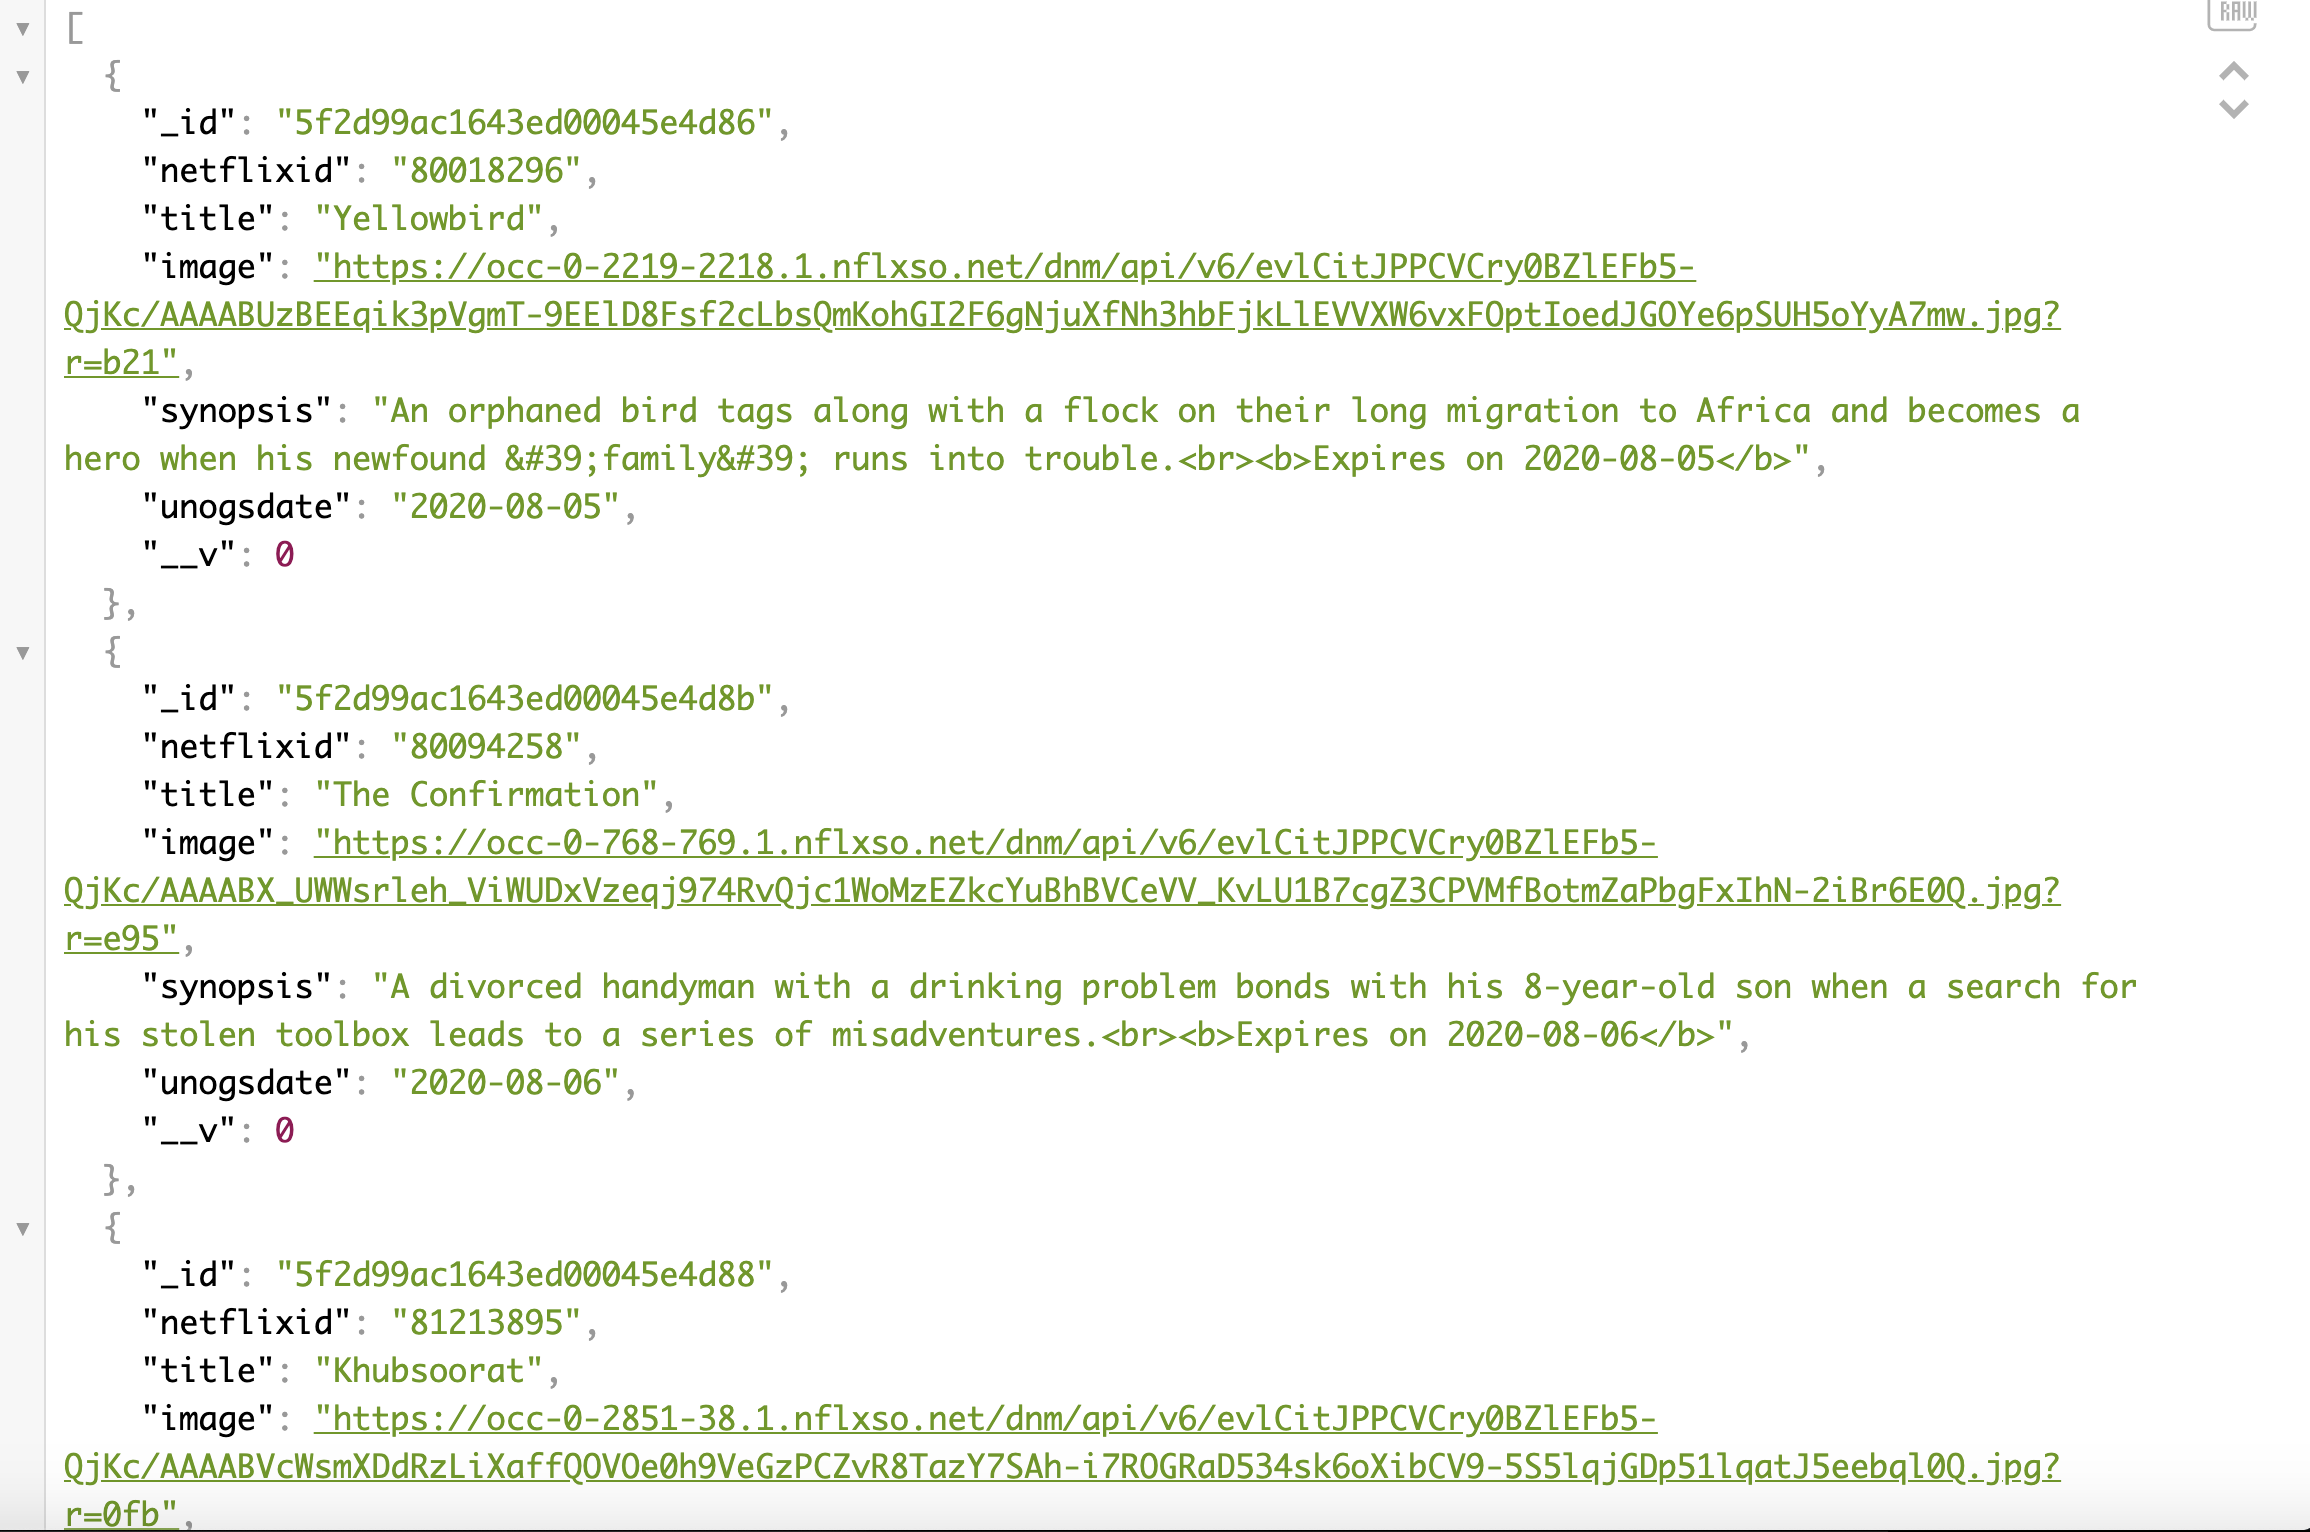 [
RAW
{
"_id": "5f2d99ac1643ed00045e4d86",
"netflixid": "80018296",
"title": "Yellowbird",
"image": "https://occ-0-2219-2218.1.nflxso.net/dnm/api/v6/evlCitJPPCVCry0BZlEFb5-
QjKc/AAAABUzBEEqik3pVgmT-9EElD8Fsf2cLbsQmKohGI2F6gNjuXfNh3hbFjkLlEVVXW6vxFOptIoedJGOYe6pSUH5oYyA7mw.jpg?
r=b21",
"synopsis": "An orphaned bird tags along with a flock on their long migration to Africa and becomes a
hero when his newfound &#39;family&#39; runs into trouble.<br><b>Expires on 2020-08-05</b>",
"unogsdate": "2020-08-05",
"__v": 0
},
{
"_id": "5f2d99ac1643ed00045e4d8b",
"netflixid": "80094258",
"title": "The Confirmation",
"image": "https://occ-0-768-769.1.nflxso.net/dnm/api/v6/evlCitJPPCVCry0BZlEFb5-
QjKc/AAAABX_UWWsrleh_ViWUDxVzeqj974RvQjc1WoMzEZkcYuBhBVCeVV_KvLU1B7cgZ3CPVMfBotmZaPbgFxIhN-2iBr6E0Q.jpg?
r=e95",
"synopsis": "A divorced handyman with a drinking problem bonds with his 8-year-old son when a search for
his stolen toolbox leads to a series of misadventures.<br><b>Expires on 2020-08-06</b>",
"unogsdate": "2020-08-06",
"__v": 0
},
{
"_id": "5f2d99ac1643ed00045e4d88",
"netflixid": "81213895",
"title": "Khubsoorat",
"image": "https://occ-0-2851-38.1.nflxso.net/dnm/api/v6/evlCitJPPCVCry0BZlEFb5-
QjKc/AAAABVcWsmXDdRzLiXaffQOVOe0h9VeGzPCZvR8TazY7SAh-i7ROGRaD534sk6oXibCV9-5S5lqjGDp51lqatJ5eebql0Q.jpg?
r=0fb",